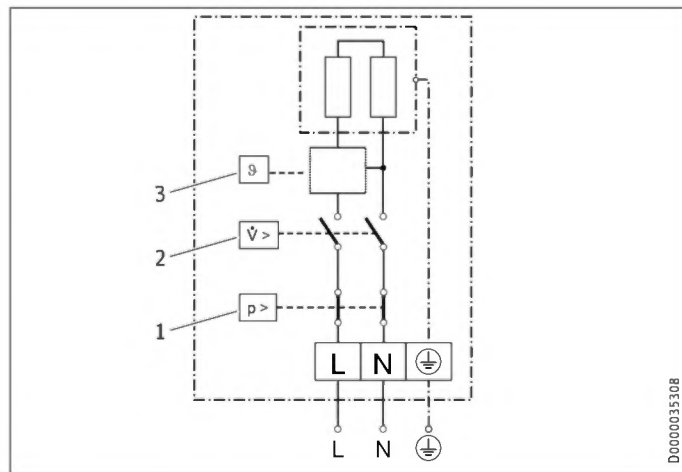 3 ϑ
2 V̇ >
1 p >
L N
L N
D0000035308